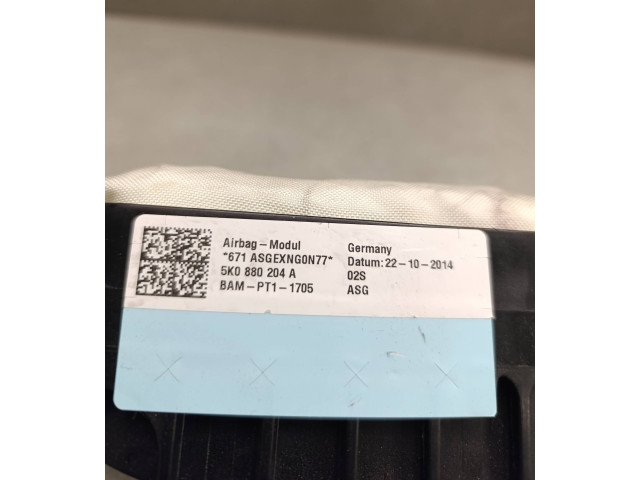 Airbag-Modul
*671 ASGEXNG0N77*
5K0 880 204 A
BAM-PT1-1705
Germany
Datum:22-10-2014
02S
ASG